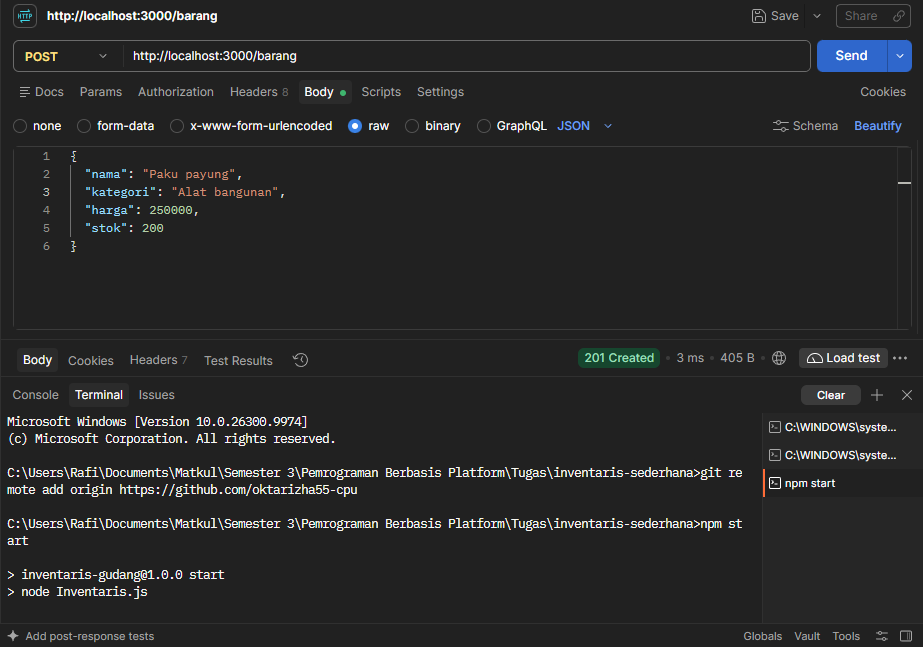 HTTP http://localhost:3000/barang Save Share
POST http://localhost:3000/barang Send
Docs Params Authorization Headers 8 Body Scripts Settings Cookies
none form-data x-www-form-urlencoded raw binary GraphQL JSON Schema Beautify
1 {
2 "nama": "Paku payung",
3 "kategori": "Alat bangunan",
4 "harga": 250000,
5 "stok": 200
6 }
Body Cookies Headers 7 Test Results 201 Created • 3 ms • 405 B • Load test
Console Terminal Issues Clear
Microsoft Windows [Version 10.0.26300.9974]
(c) Microsoft Corporation. All rights reserved.
C:\Users\Rafi\Documents\Matkul\Semester 3\Pemrograman Berbasis Platform\Tugas\inventaris-sederhana>git re
mote add origin https://github.com/oktarizha55-cpu
C:\Users\Rafi\Documents\Matkul\Semester 3\Pemrograman Berbasis Platform\Tugas\inventaris-sederhana>npm st
art
> inventaris-gudang@1.0.0 start
> node Inventaris.js
C:\WINDOWS\syste...
C:\WINDOWS\syste...
npm start
Add post-response tests Globals Vault Tools